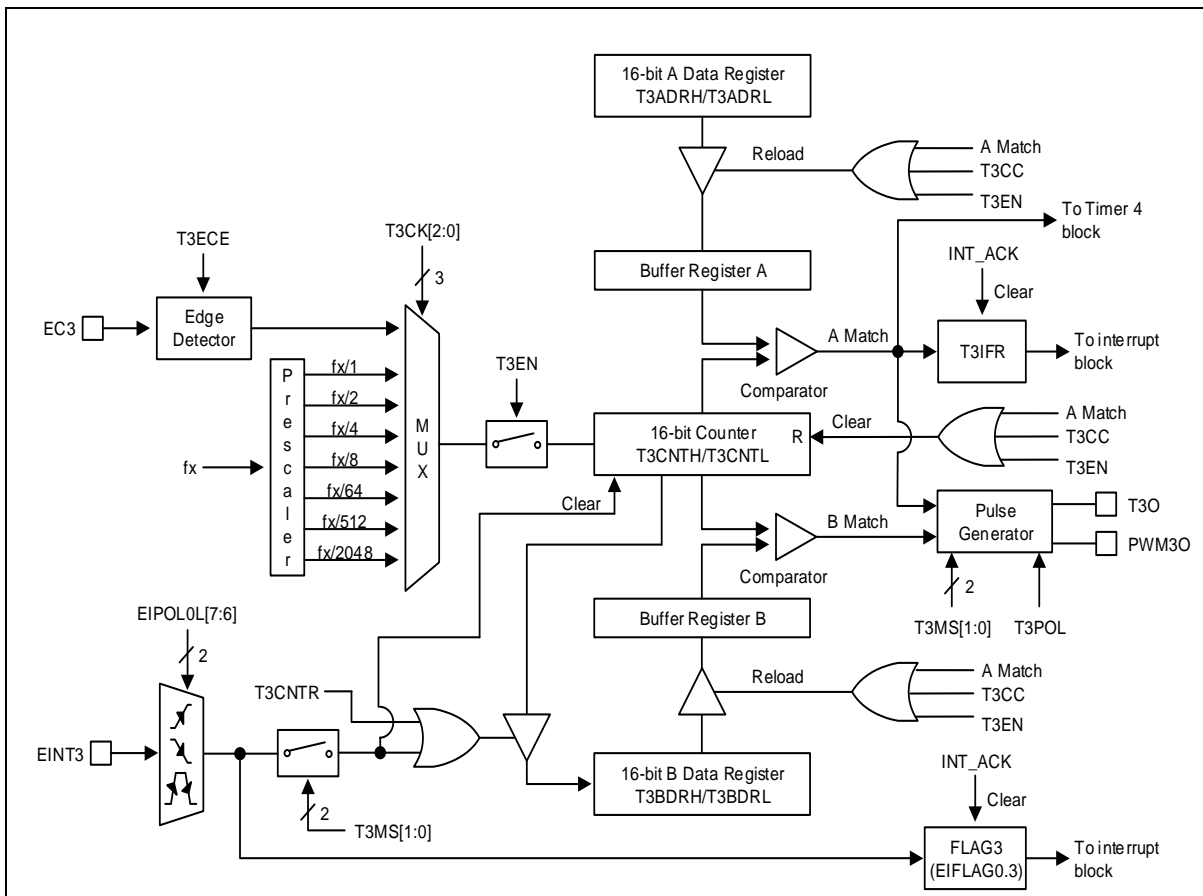 16-bit A Data Register
T3ADRH/T3ADRL
Reload
A Match
T3CC
T3EN
To Timer 4
block
T3ECE
T3CK[2:0]
3
Buffer Register A
INT_ACK
Clear
EC3
Edge
Detector
A Match
T3IFR
To interrupt
block
Comparator
Prescaler
fx/1
fx/2
fx/4
fx/8
fx/64
fx/512
fx/2048
fx
MUX
T3EN
16-bit Counter
T3CNTH/T3CNTL
R
Clear
A Match
T3CC
T3EN
Clear
B Match
Pulse
Generator
T3O
PWM3O
Comparator
2
T3MS[1:0]
T3POL
Buffer Register B
EIPOL0L[7:6]
2
Reload
A Match
T3CC
T3EN
T3CNTR
EINT3
16-bit B Data Register
T3BDRH/T3BDRL
2
T3MS[1:0]
INT_ACK
Clear
FLAG3
(EIFLAG0.3)
To interrupt
block